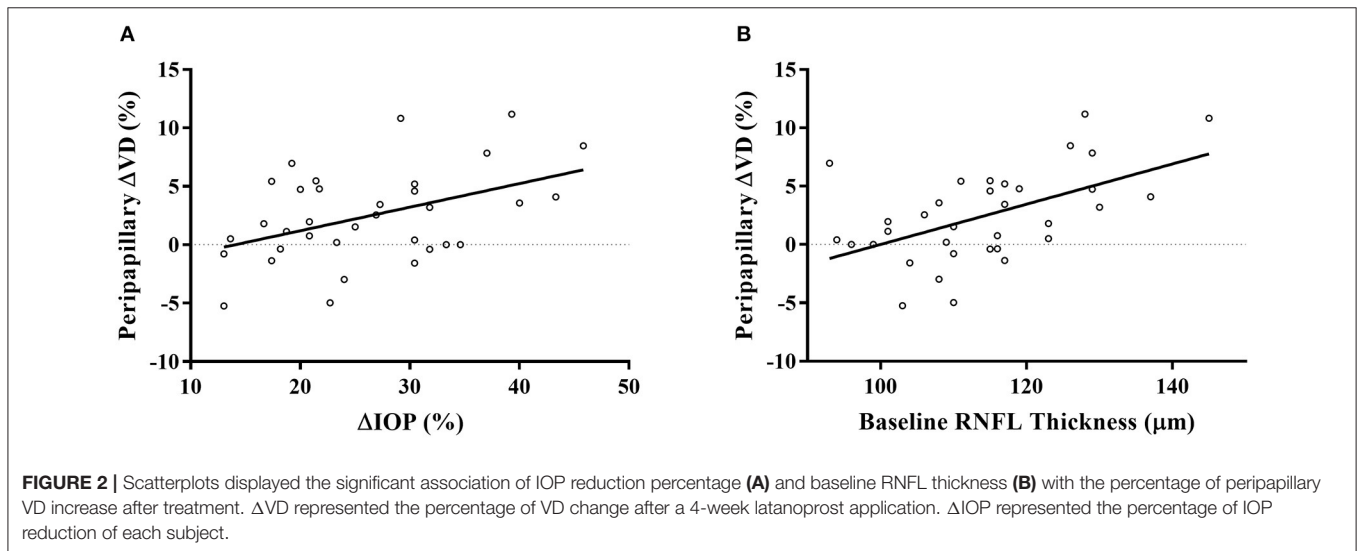 A
Peripapillary ΔVD (%)
15
10
5
0
-5
-10
10 20 30 40 50
ΔIOP (%)
B
Peripapillary ΔVD (%)
15
10
5
0
-5
-10
100 120 140
Baseline RNFL Thickness (μm)
FIGURE 2 | Scatterplots displayed the significant association of IOP reduction percentage (A) and baseline RNFL thickness (B) with the percentage of peripapillary
VD increase after treatment. ΔVD represented the percentage of VD change after a 4-week latanoprost application. ΔIOP represented the percentage of IOP
reduction of each subject.